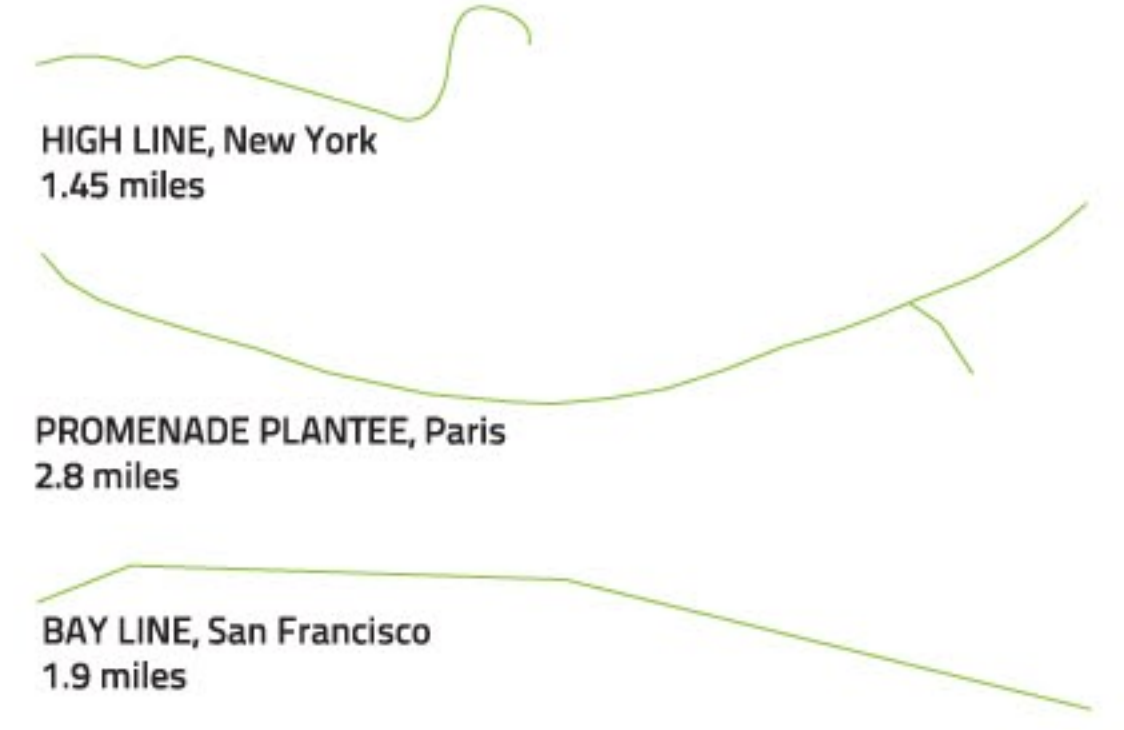 HIGH LINE, New York
1.45 miles
PROMENADE PLANTEE, Paris
2.8 miles
BAY LINE, San Francisco
1.9 miles